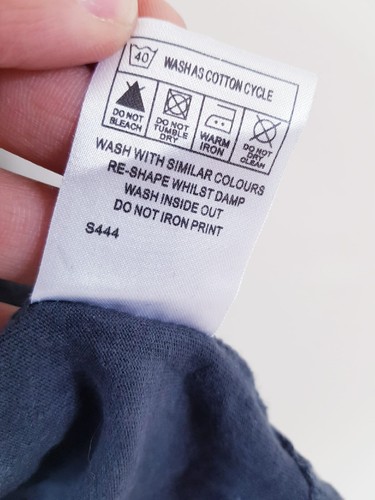 40 WASH AS COTTON CYCLE
DO NOT
BLEACH
DO NOT
TUMBLE
DRY
WARM
IRON
DO NOT
DRY
CLEAN
WASH WITH SIMILAR COLOURS
RE-SHAPE WHILST DAMP
WASH INSIDE OUT
DO NOT IRON PRINT
S444